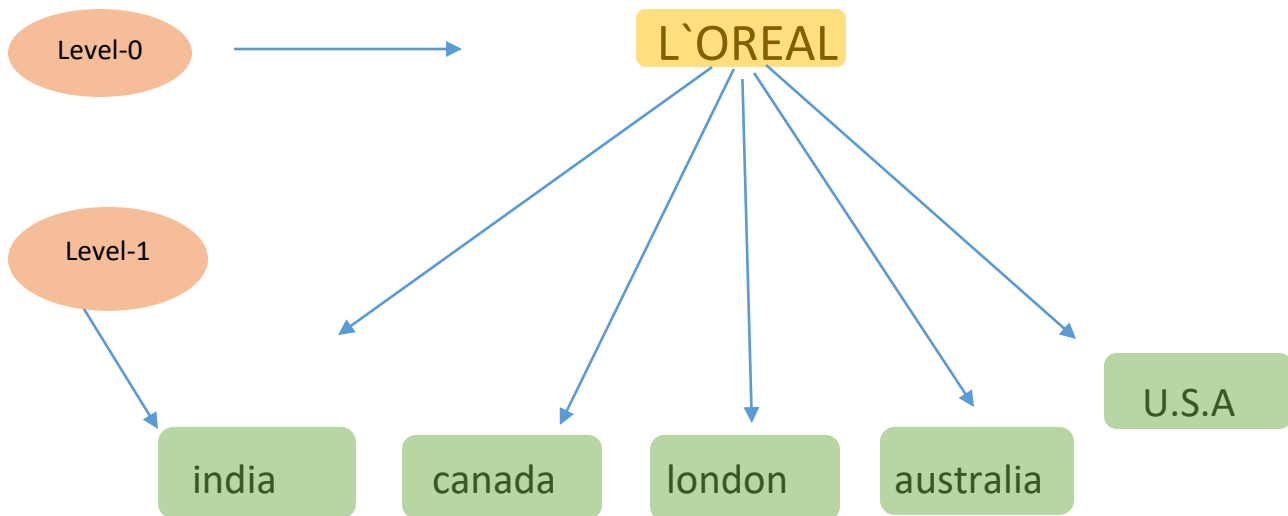 Level-0
L`OREAL
Level-1
U.S.A
india
canada
london
australia